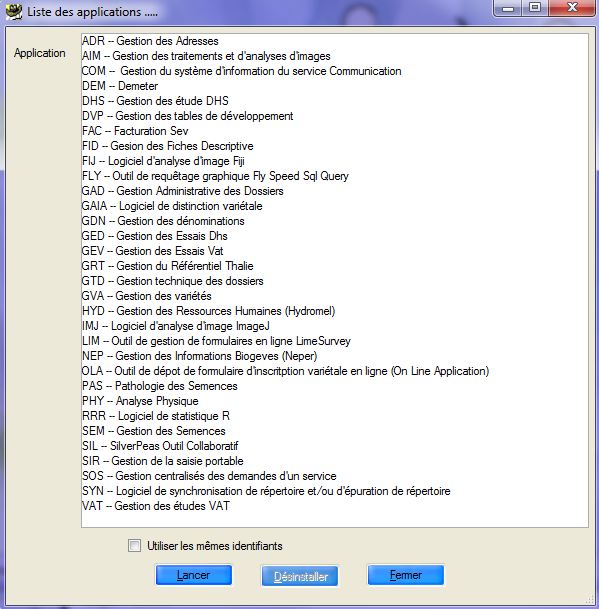 Liste des applications .....
Application
ADR -- Gestion des Adresses
AIM -- Gestion des traitements et d'analyses d'images
COM --  Gestion du système d'information du service Communication
DEM -- Demeter
DHS -- Gestion des étude DHS
DVP -- Gestion des tables de développement
FAC -- Facturation Sev
FID -- Gesion des Fiches Descriptive
FIJ -- Logiciel d'analyse d'image Fiji
FLY -- Outil de requêtage graphique Fly Speed Sql Query
GAD -- Gestion Administrative des Dossiers
GAIA -- Logiciel de distinction variétale
GDN -- Gestion des dénominations
GED -- Gestion des Essais Dhs
GEV -- Gestion des Essais Vat
GRT -- Gestion du Référentiel Thalie
GTD -- Gestion technique des dossiers
GVA -- Gestion des variétés
HYD -- Gestion des Ressources Humaines (Hydromel)
IMJ -- Logiciel d'analyse d'image ImageJ
LIM -- Outil de gestion de formulaires en ligne LimeSurvey
NEP -- Gestion des Informations Biogeves (Neper)
OLA -- Outil de dépot de formulaire d'inscritption variétale en ligne (On Line Application)
PAS -- Pathologie des Semences
PHY -- Analyse Physique
RRR -- Logiciel de statistique R
SEM -- Gestion des Semences
SIL -- SilverPeas Outil Collaboratif
SIR -- Gestion de la saisie portable
SOS -- Gestion centralisés des demandes d'un service
SYN -- Logiciel de synchronisation de répertoire et/ou d'épuration de répertoire
VAT -- Gestion des études VAT
Utiliser les mêmes identifiants
Lancer Désinstaller Fermer